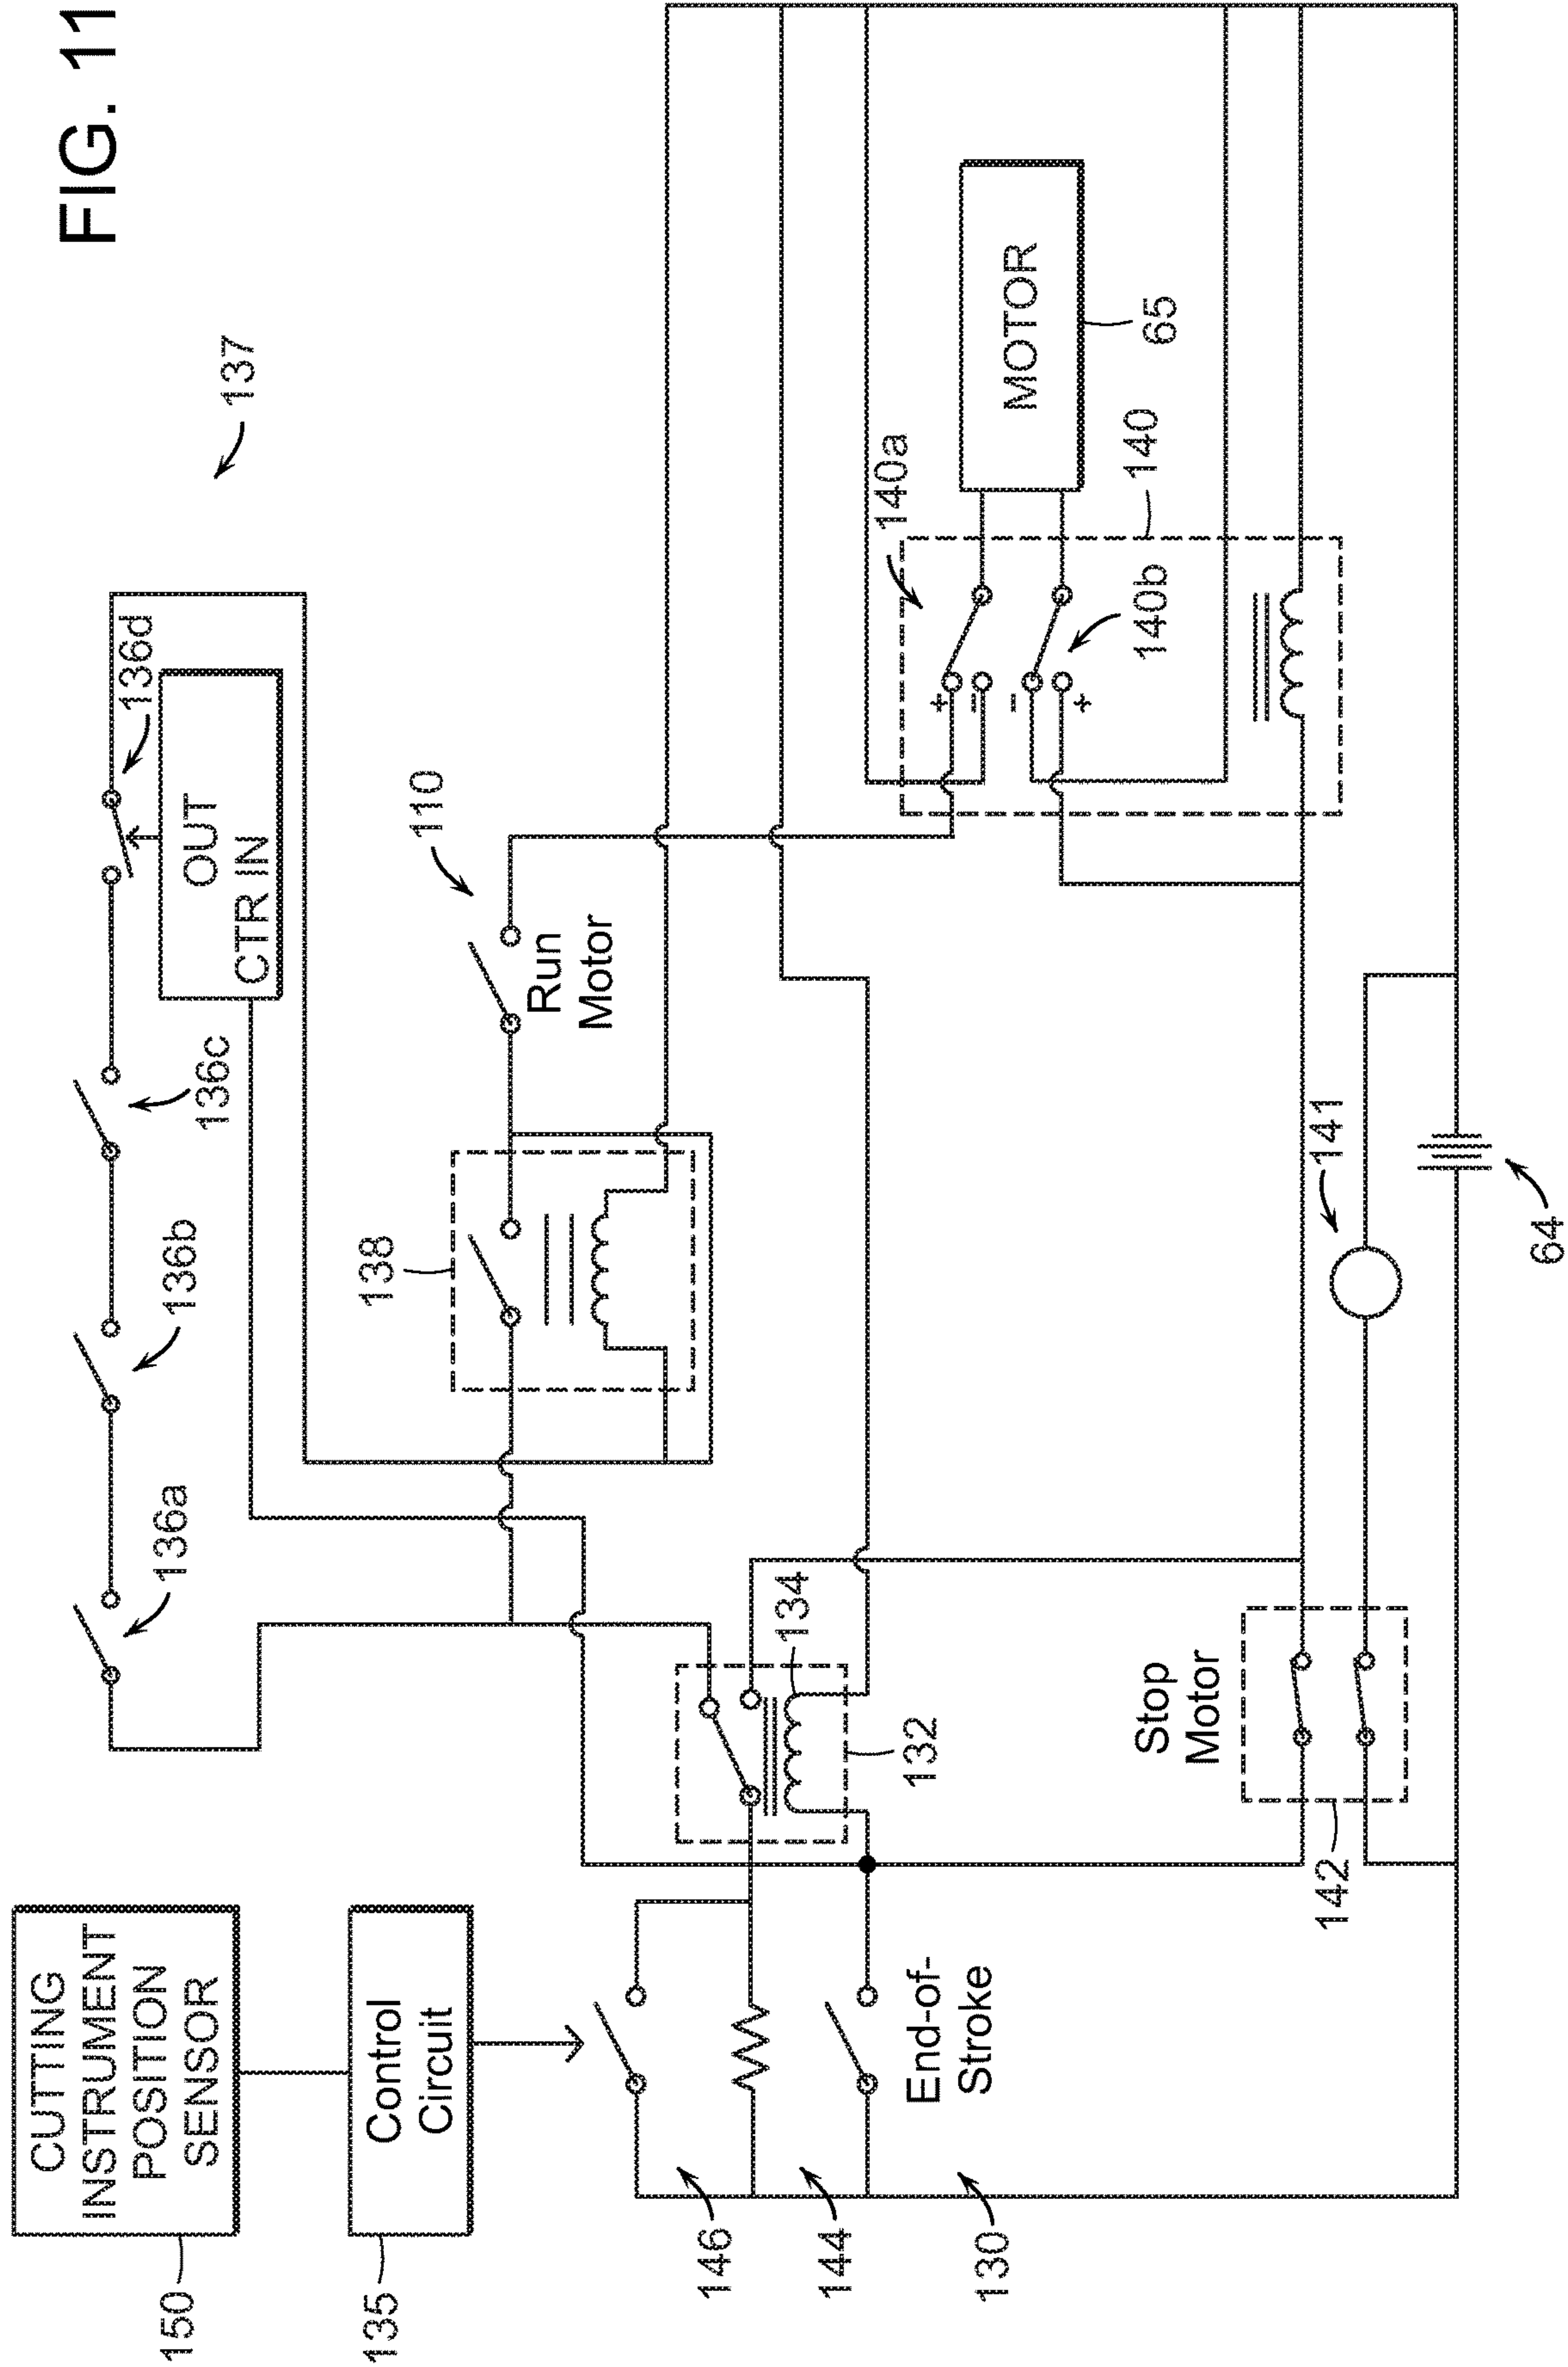 FIG. 11
137
CUTTING
INSTRUMENT
POSITION
SENSOR
150
Control
Circuit
135
136a
136b
136c
136d
OUT
CTR IN
138
110
Run
Motor
146
144
End-of-
Stroke
130
134
132
Stop
Motor
142
141
64
140a
140b
+
-
-
+
140
MOTOR
65